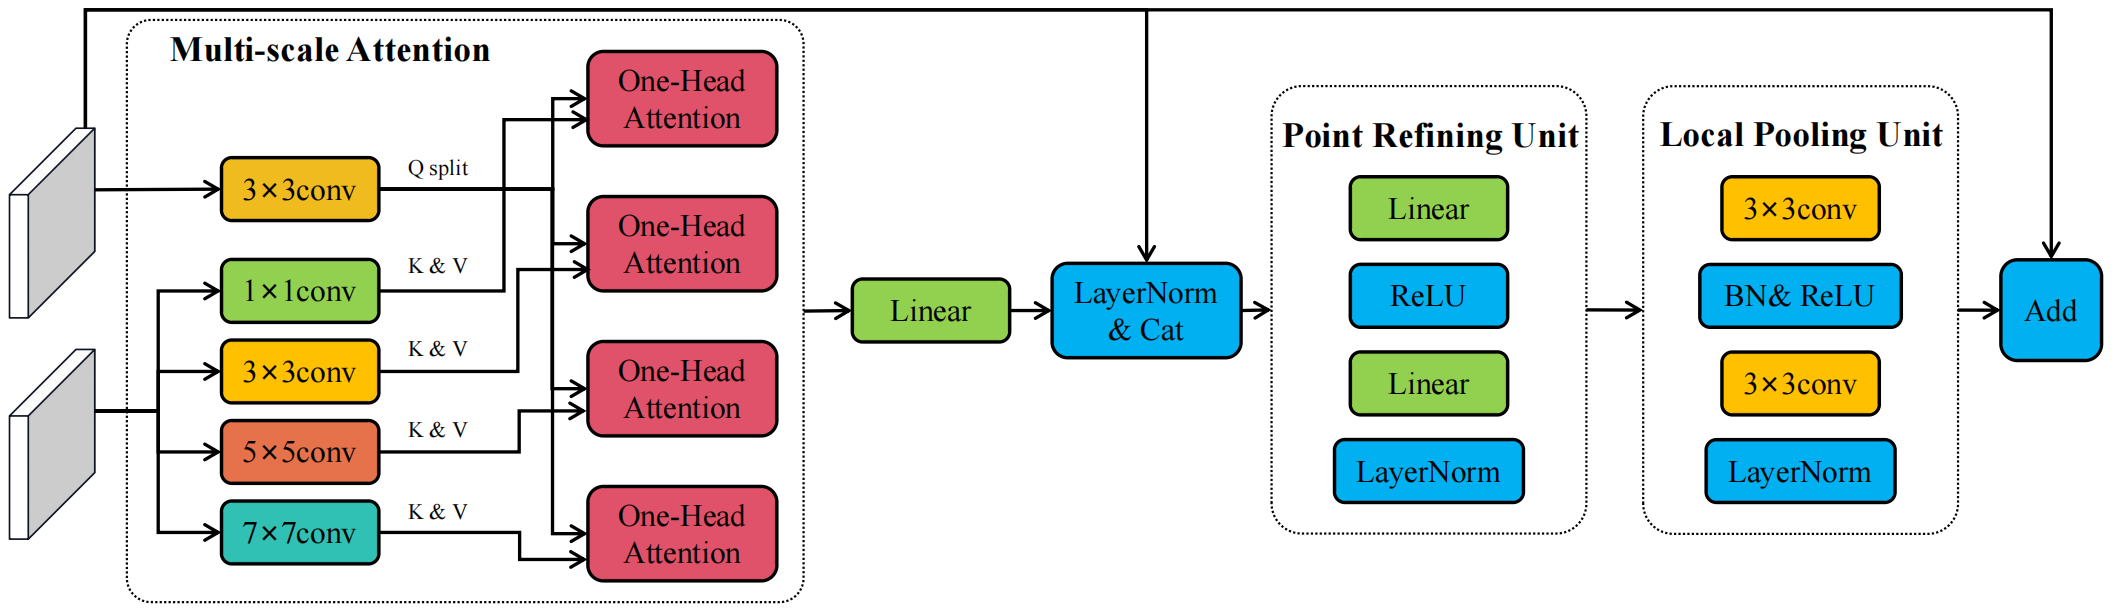 Multi-scale Attention
3×3conv
Q split
1×1conv
K & V
3×3conv
K & V
5×5conv
K & V
7×7conv
K & V
One-Head
Attention
One-Head
Attention
One-Head
Attention
One-Head
Attention
Linear
LayerNorm
& Cat
Point Refining Unit
Linear
ReLU
Linear
LayerNorm
Local Pooling Unit
3×3conv
BN& ReLU
3×3conv
LayerNorm
Add